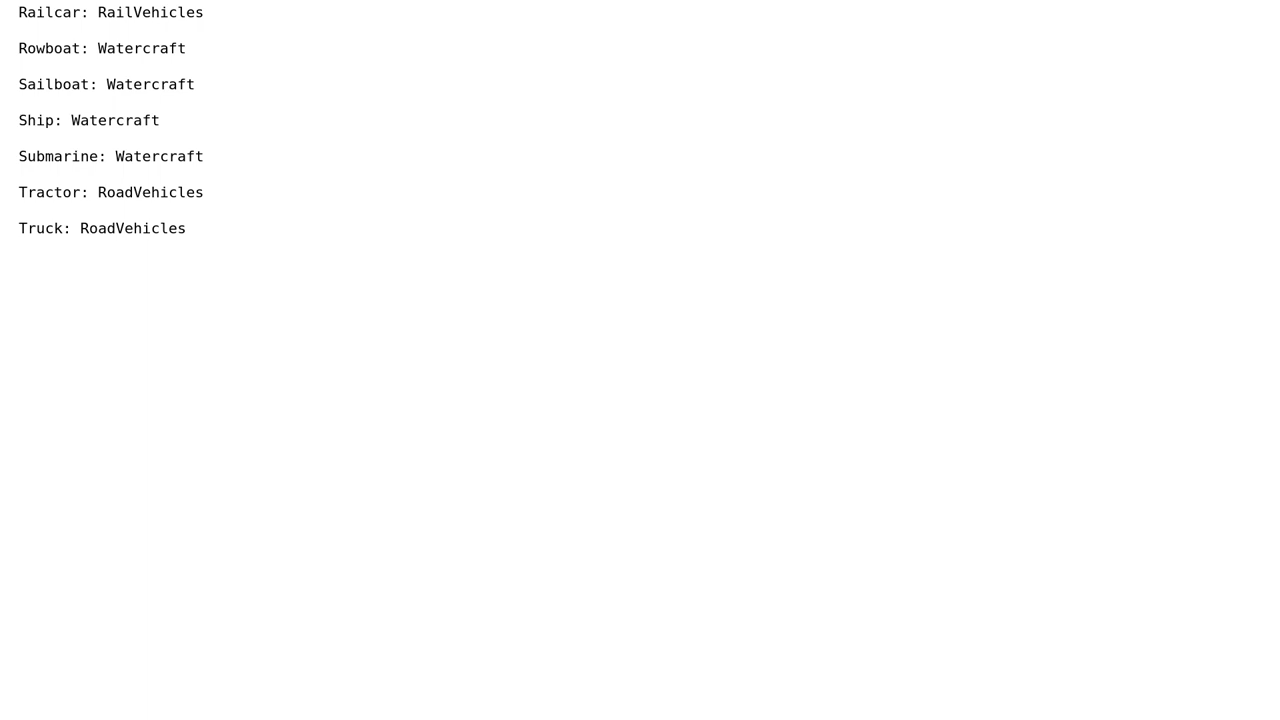 Railcar: RailVehicles
Rowboat: Watercraft
Sailboat: Watercraft
Ship: Watercraft
Submarine: Watercraft
Tractor: RoadVehicles
Truck: RoadVehicles